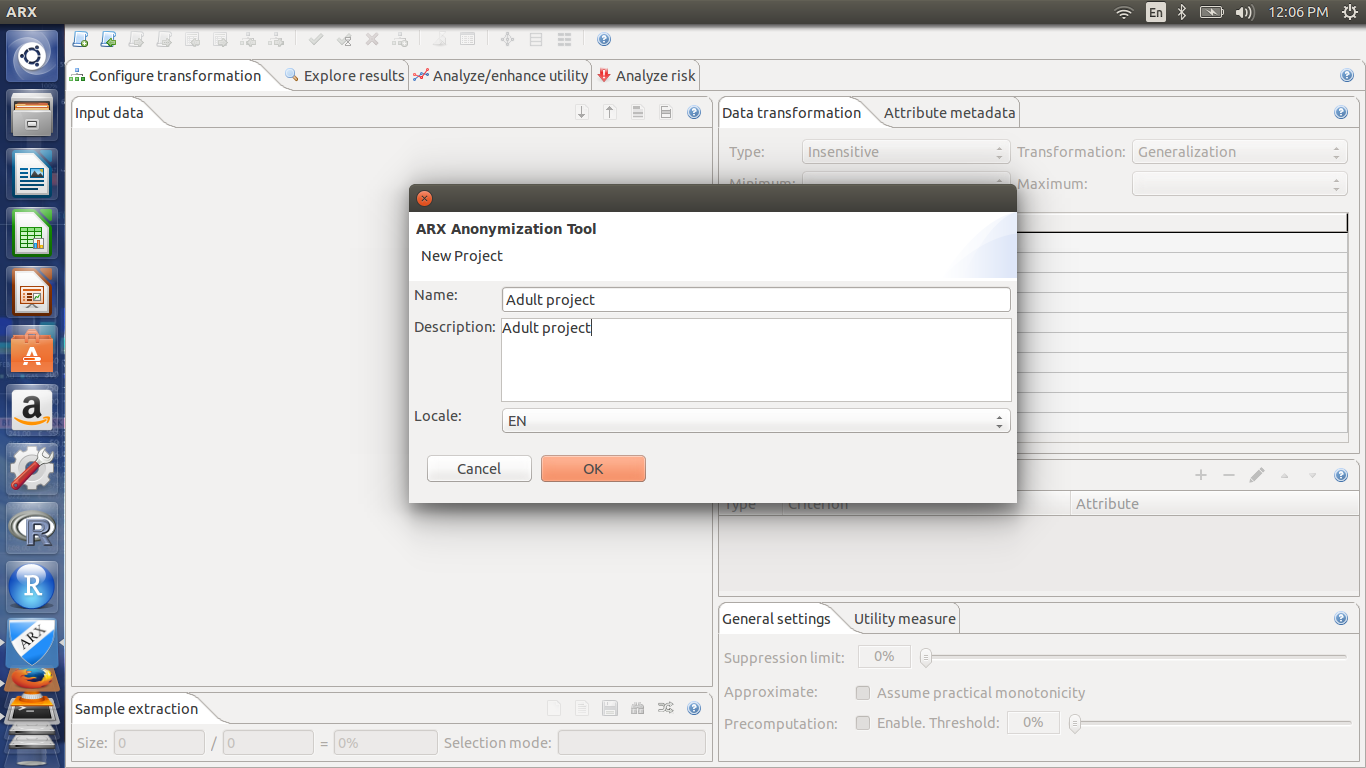 ARX
En
12:06 PM
Configure transformation
Explore results
Analyze/enhance utility
Analyze risk
Input data
Data transformation
Attribute metadata
Type:
Insensitive
Transformation:
Generalization
Minimum:
Maximum:
ARX Anonymization Tool
New Project
Name:
Adult project
Description:
Adult project
Locale:
EN
Cancel
OK
Type
Criterion
Attribute
General settings
Utility measure
Suppression limit:
0%
Approximate:
Assume practical monotonicity
Precomputation:
Enable. Threshold:
0%
Sample extraction
Size:
0
/
0
=
0%
Selection mode:
a
R
R
ARX